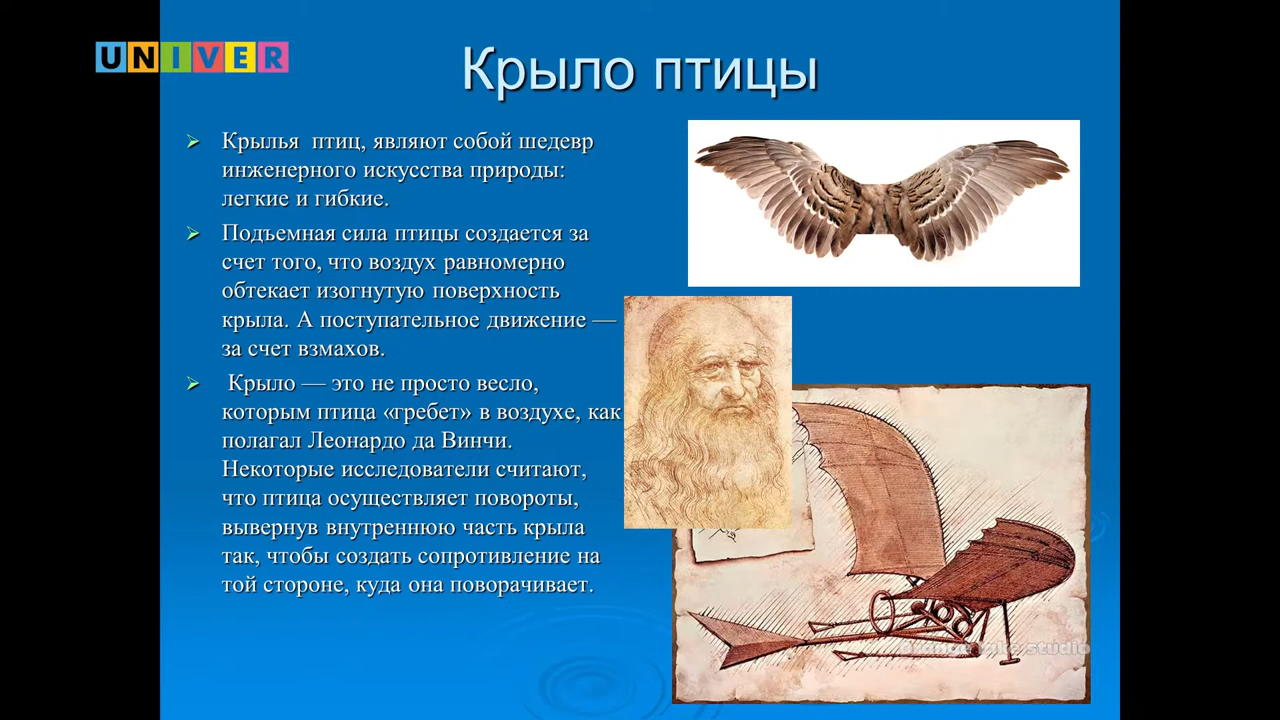 UNIVER
Крыло птицы
Крылья птиц, являют собой шедевр
инженерного искусства природы:
легкие и гибкие.
Подъемная сила птицы создается за
счет того, что воздух равномерно
обтекает изогнутую поверхность
крыла. А поступательное движение —
за счет взмахов.
Крыло — это не просто весло,
которым птица «гребет» в воздухе, как
полагал Леонардо да Винчи.
Некоторые исследователи считают,
что птица осуществляет повороты,
вывернув внутреннюю часть крыла
так, чтобы создать сопротивление на
той стороне, куда она поворачивает.
studio